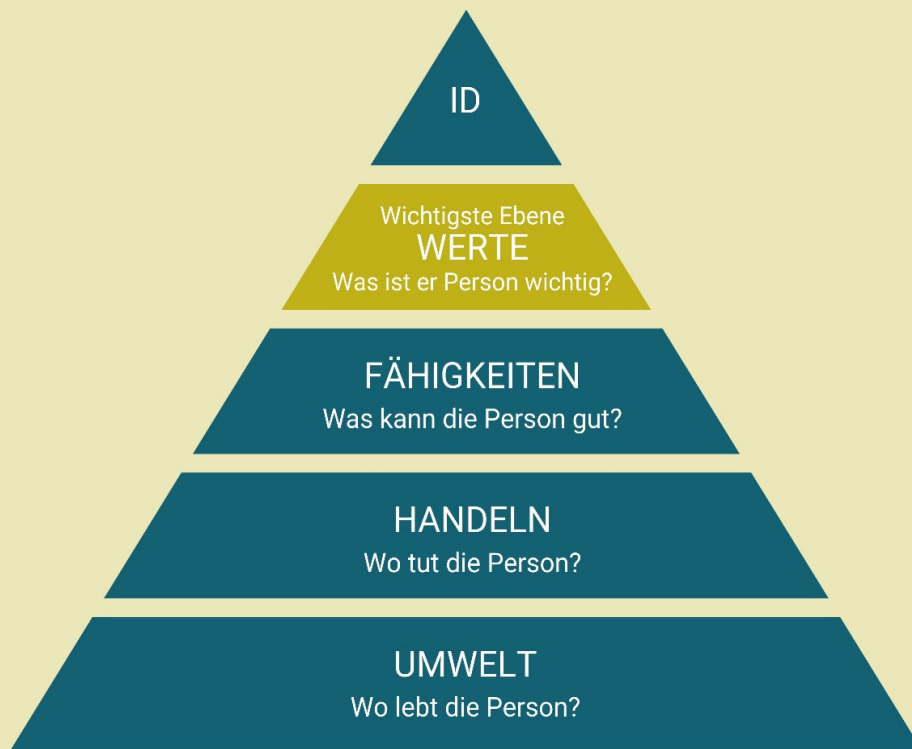 ID
Wichtigste Ebene
WERTE
Was ist er Person wichtig?
FÄHIGKEITEN
Was kann die Person gut?
HANDELN
Wo tut die Person?
UMWELT
Wo lebt die Person?